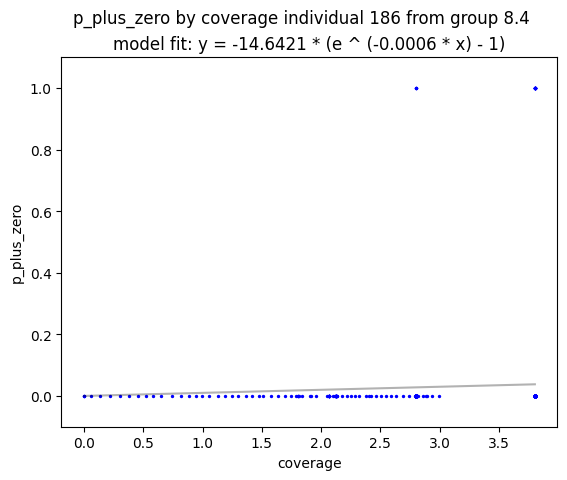 p_plus_zero by coverage individual 186 from group 8.4
model fit: y = -14.6421 * (e ^ (-0.0006 * x) - 1)
1.0
0.8
0.6
0.4
0.2
0.0
p_plus_zero
0.0 0.5 1.0 1.5 2.0 2.5 3.0 3.5
coverage